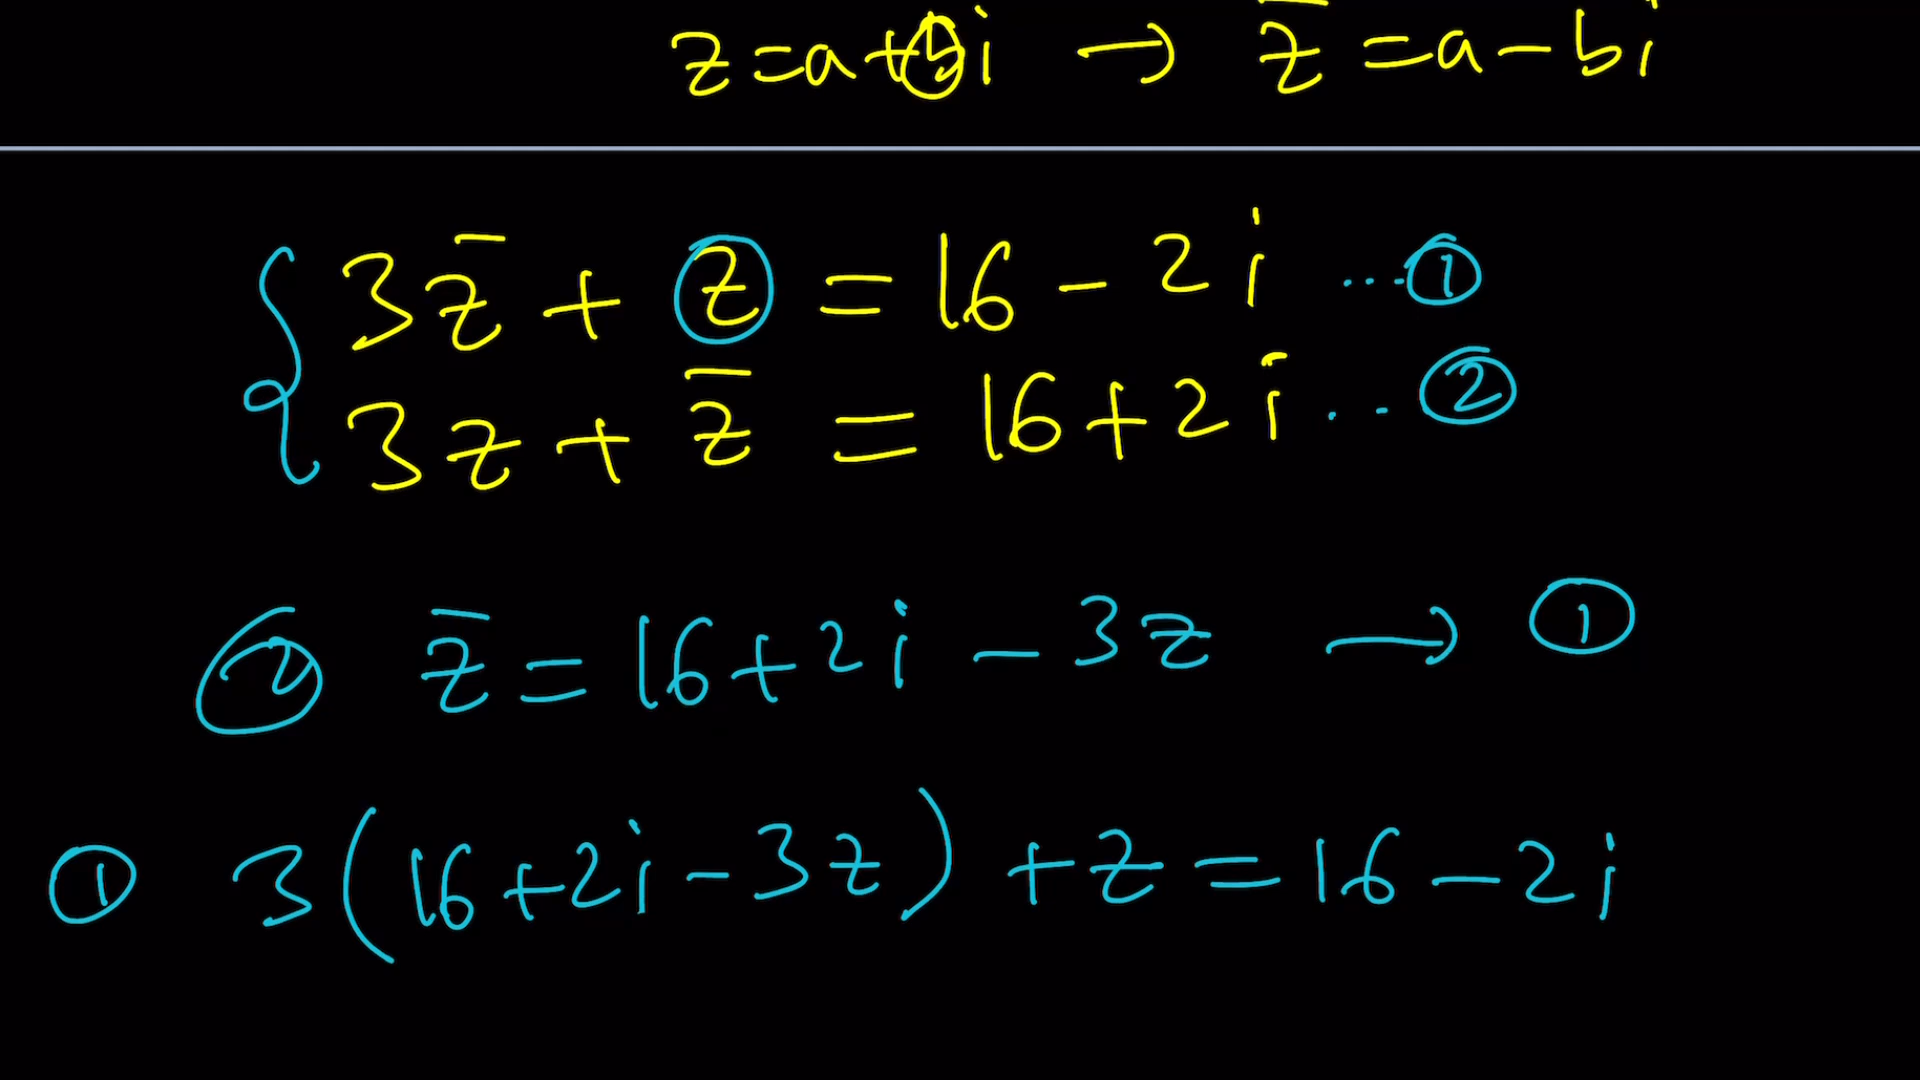 z = a + bi → z̄ = a - bi
3z̄ + z = 16 - 2i ... ①
3z + z̄ = 16 + 2i .. ②
② z̄ = 16 + 2i - 3z → ①
① 3(16 + 2i - 3z) + z = 16 - 2i